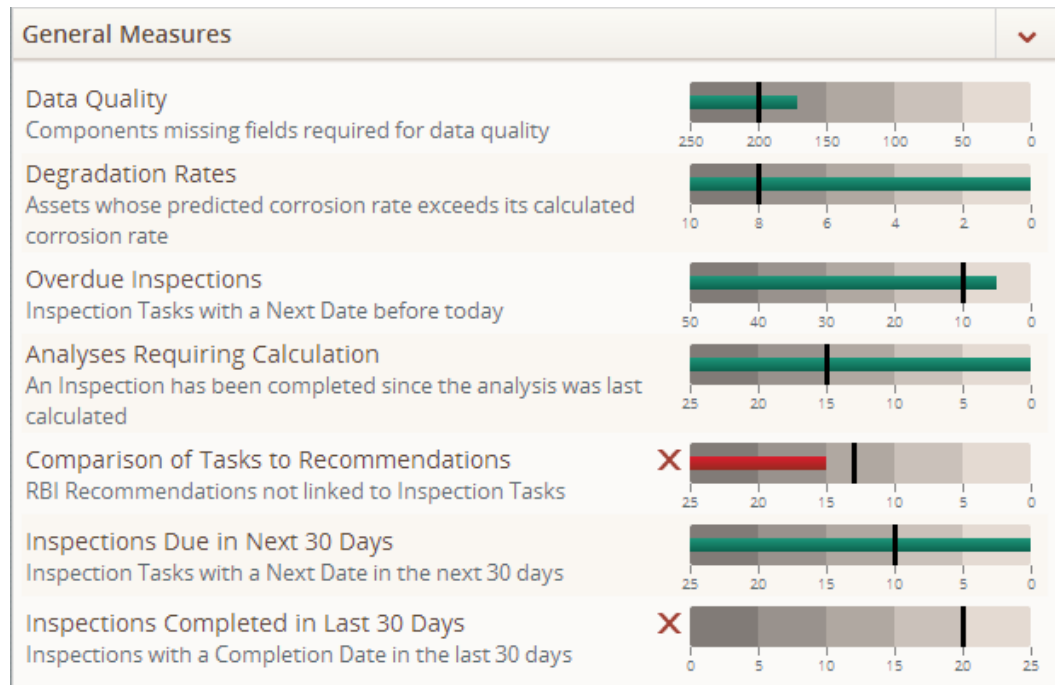 General Measures
Data Quality
Components missing fields required for data quality
250 200 150 100 50 0
Degradation Rates
Assets whose predicted corrosion rate exceeds its calculated
corrosion rate
10 8 6 4 2 0
Overdue Inspections
Inspection Tasks with a Next Date before today
50 40 30 20 10 0
Analyses Requiring Calculation
An Inspection has been completed since the analysis was last
calculated
25 20 15 10 5 0
Comparison of Tasks to Recommendations
RBI Recommendations not linked to Inspection Tasks
25 20 15 10 5 0
Inspections Due in Next 30 Days
Inspection Tasks with a Next Date in the next 30 days
25 20 15 10 5 0
Inspections Completed in Last 30 Days
Inspections with a Completion Date in the last 30 days
0 5 10 15 20 25